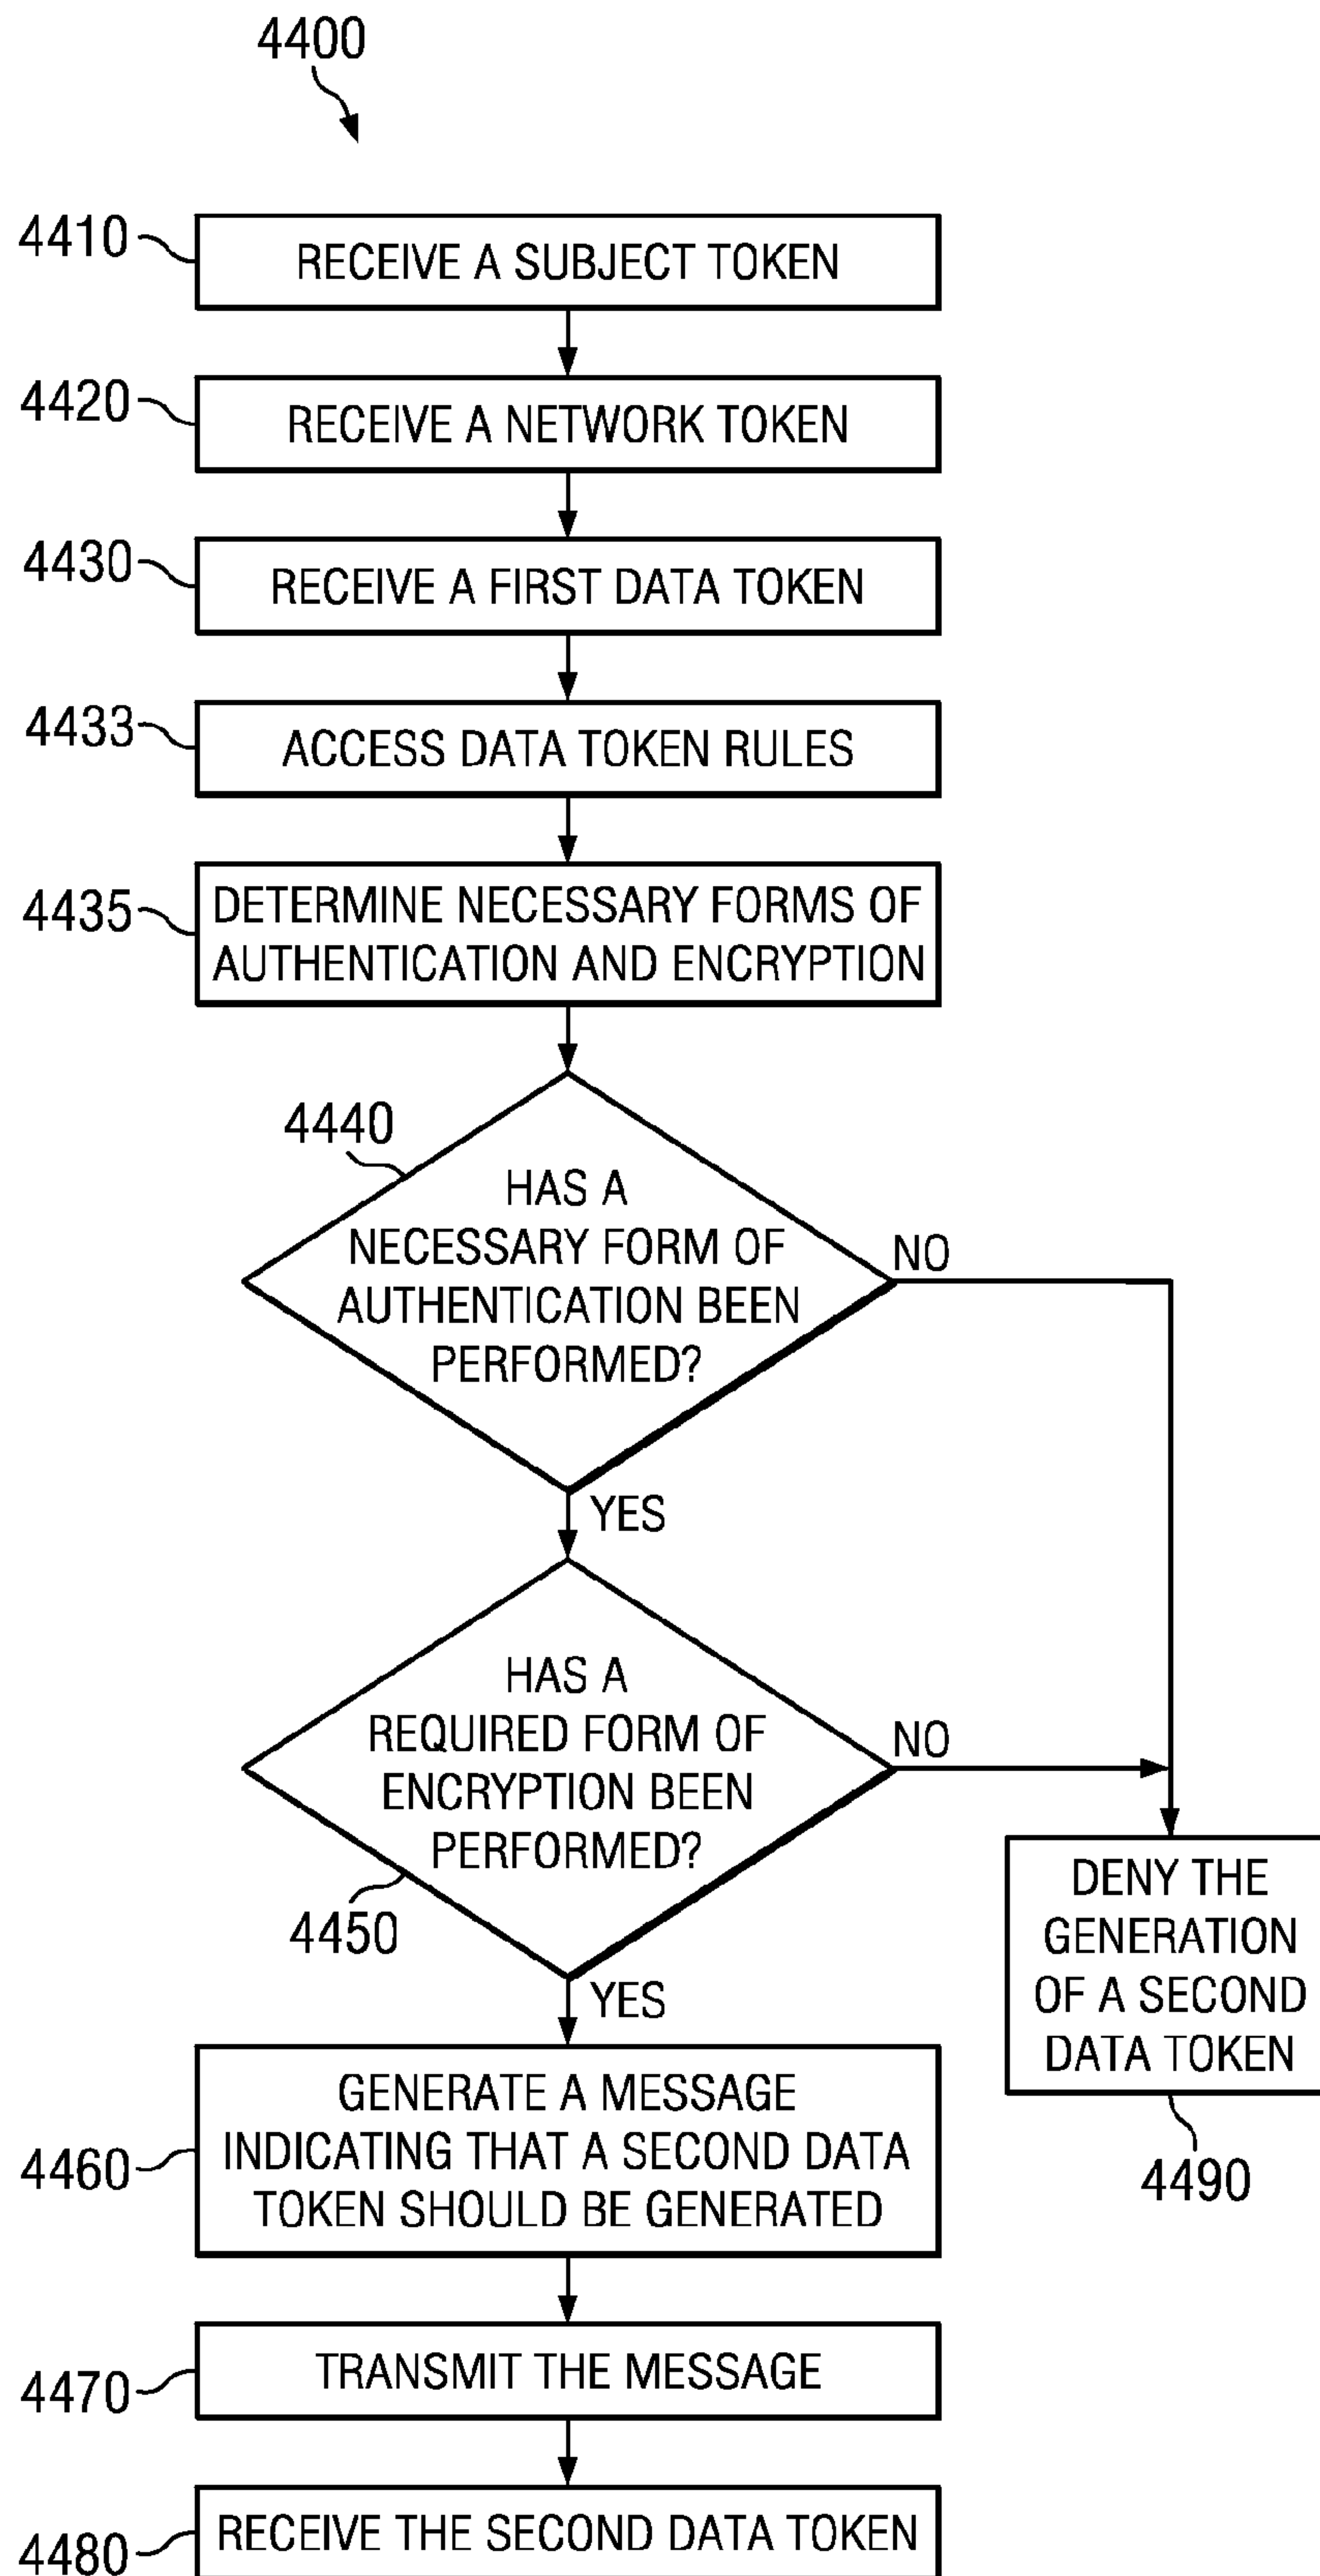 4400
4410
RECEIVE A SUBJECT TOKEN
4420
RECEIVE A NETWORK TOKEN
4430
RECEIVE A FIRST DATA TOKEN
4433
ACCESS DATA TOKEN RULES
4435
DETERMINE NECESSARY FORMS OF
AUTHENTICATION AND ENCRYPTION
4440
HAS A
NECESSARY FORM OF
AUTHENTICATION BEEN
PERFORMED?
NO
YES
HAS A
REQUIRED FORM OF
ENCRYPTION BEEN
PERFORMED?
NO
4450
YES
DENY THE
GENERATION
OF A SECOND
DATA TOKEN
4490
4460
GENERATE A MESSAGE
INDICATING THAT A SECOND DATA
TOKEN SHOULD BE GENERATED
4470
TRANSMIT THE MESSAGE
4480
RECEIVE THE SECOND DATA TOKEN